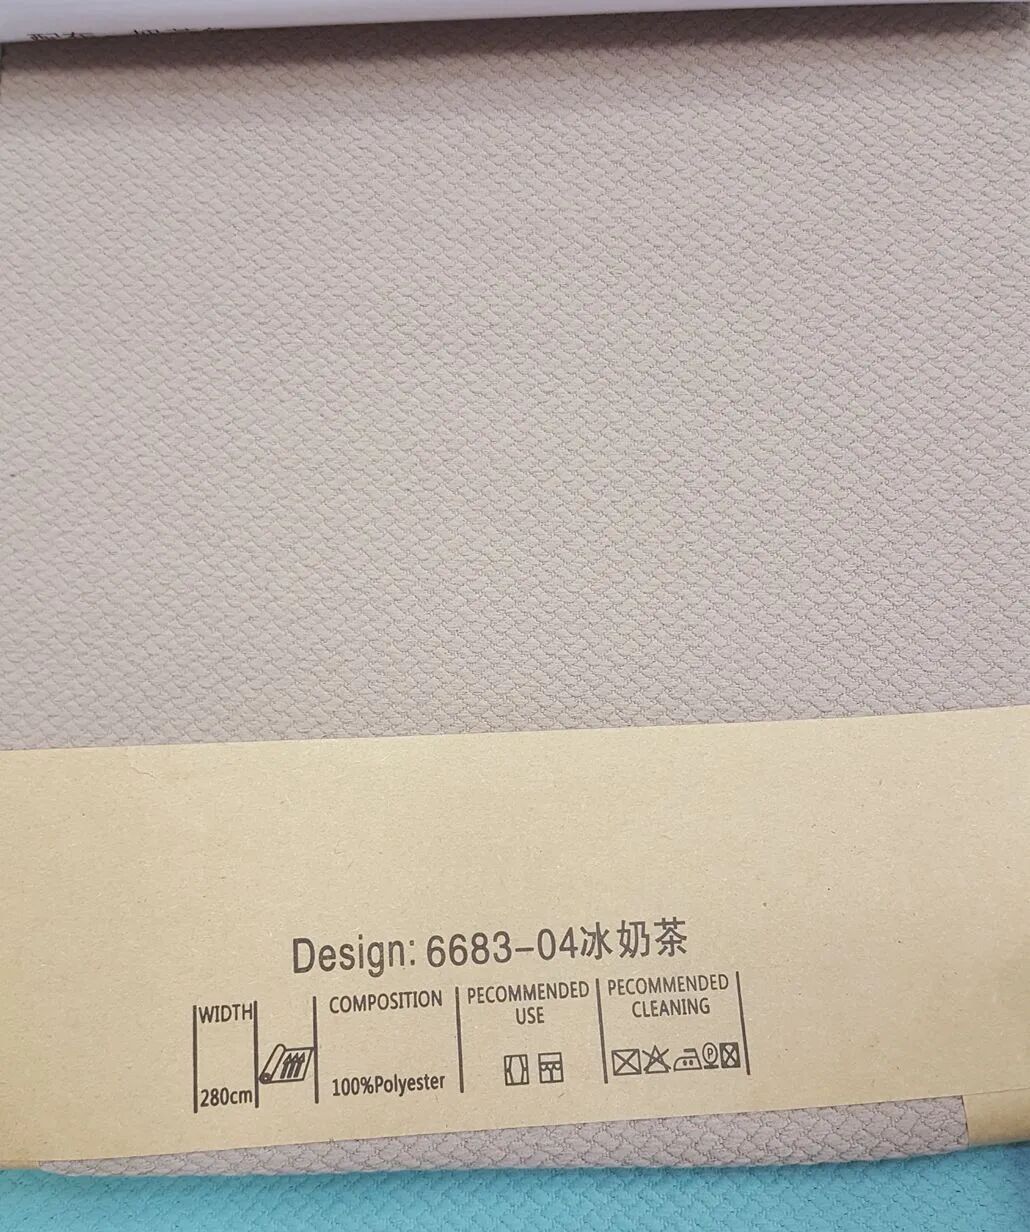 Design: 6683-04冰奶茶
WIDTH
280cm
COMPOSITION
100%Polyester
PECOMMENDED
USE
PECOMMENDED
CLEANING
P